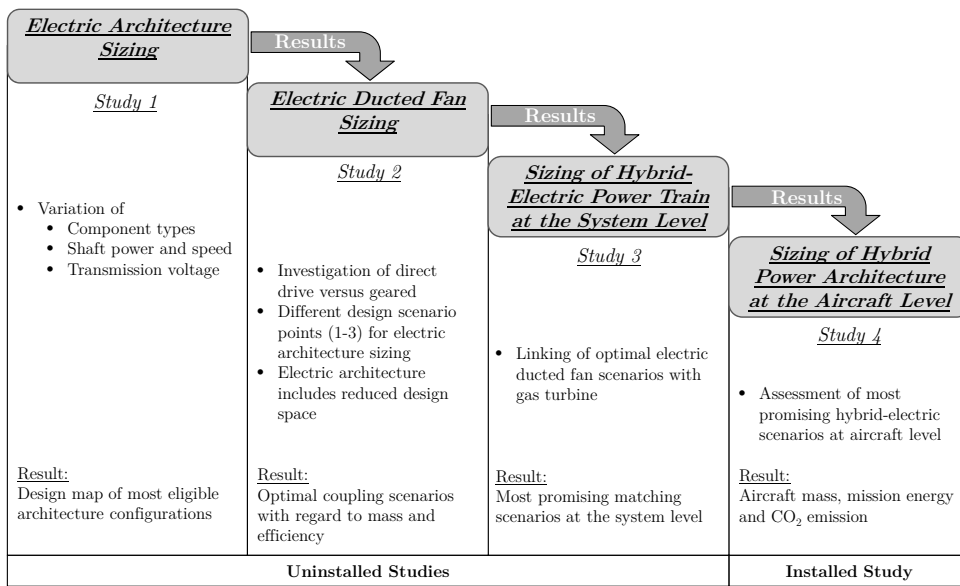 Electric Architecture
Sizing
Study 1
• Variation of
• Component types
• Shaft power and speed
• Transmission voltage
Result:
Design map of most eligible
architecture configurations
Results
Electric Ducted Fan
Sizing
Study 2
• Investigation of direct
drive versus geared
• Different design scenario
points (1-3) for electric
architecture sizing
• Electric architecture
includes reduced design
space
Result:
Optimal coupling scenarios
with regard to mass and
efficiency
Results
Sizing of Hybrid-
Electric Power Train
at the System Level
Study 3
• Linking of optimal electric
ducted fan scenarios with
gas turbine
Result:
Most promising matching
scenarios at the system level
Results
Sizing of Hybrid
Power Architecture
at the Aircraft Level
Study 4
• Assessment of most
promising hybrid-electric
scenarios at aircraft level
Result:
Aircraft mass, mission energy
and CO₂ emission
Uninstalled Studies
Installed Study